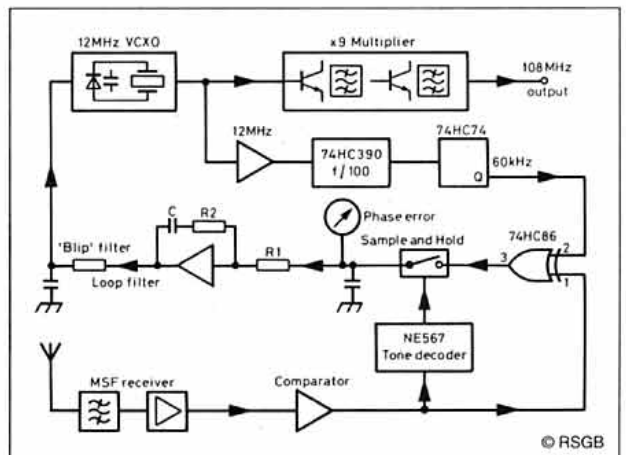 12MHz VCXO
x9 Multiplier
108MHz
output
12MHz
74HC390
f/100
74HC74
Q
60kHz
C
R2
Phase error
74HC86
'Blip' filter
R1
Sample and Hold
3
2
1
Loop filter
NE567
Tone decoder
MSF receiver
Comparator
© RSGB